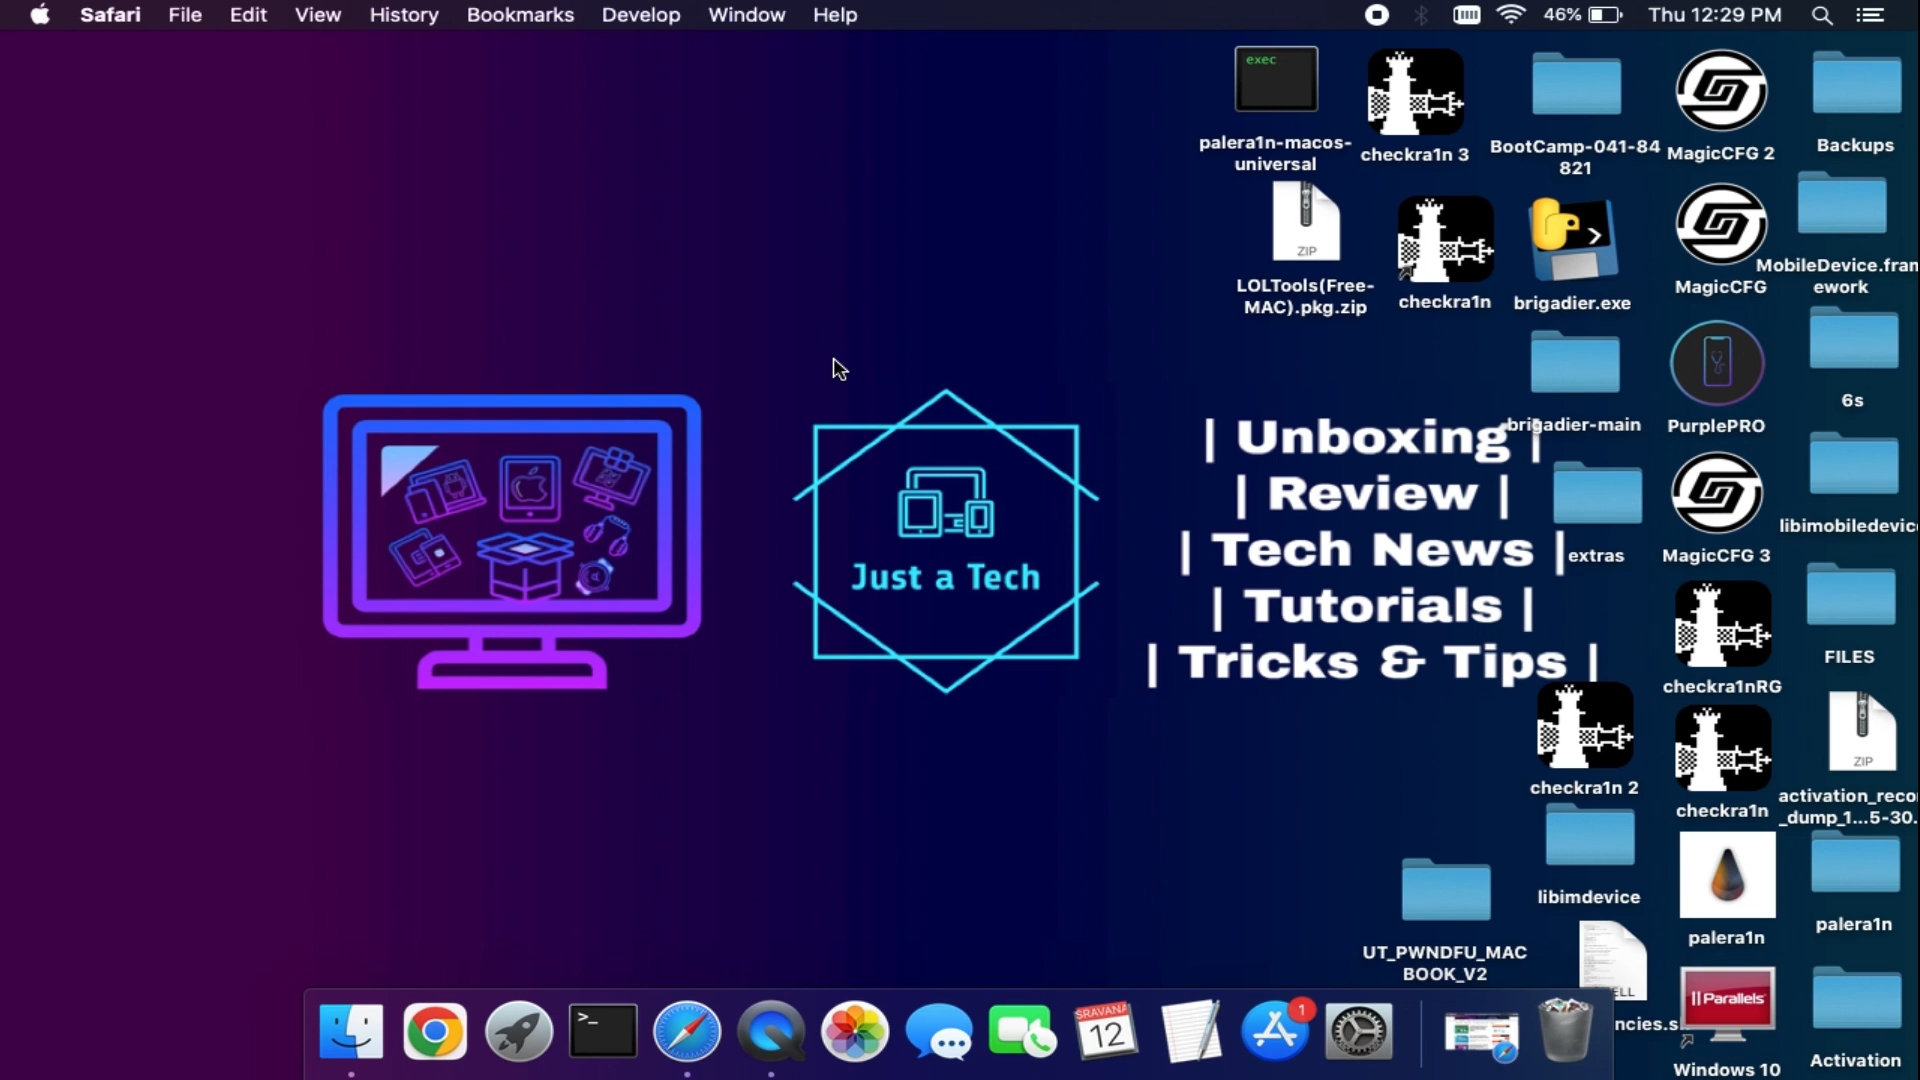 Safari File Edit View History Bookmarks Develop Window Help
46% Thu 12:29 PM
exec
palera1n-macos-
universal
checkra1n 3
BootCamp-041-84
821
MagicCFG 2
Backups
ZIP
LOLTools(Free-
MAC).pkg.zip
checkra1n
brigadier.exe
MagicCFG
MobileDevice.fram
ework
brigadier-main
PurplePRO
6s
extras
MagicCFG 3
libimobiledevice
checkra1nRG
FILES
checkra1n 2
checkra1n
ZIP
activation_reco
_dump_1...5-30.
libimdevice
palera1n
palera1n
UT_PWNDFU_MAC
BOOK_V2
ELL
ncies.s
|| Parallels
Windows 10
Activation
Just a Tech
| Unboxing |
| Review |
| Tech News |
| Tutorials |
| Tricks & Tips |
>_
SRAVANA
12
1